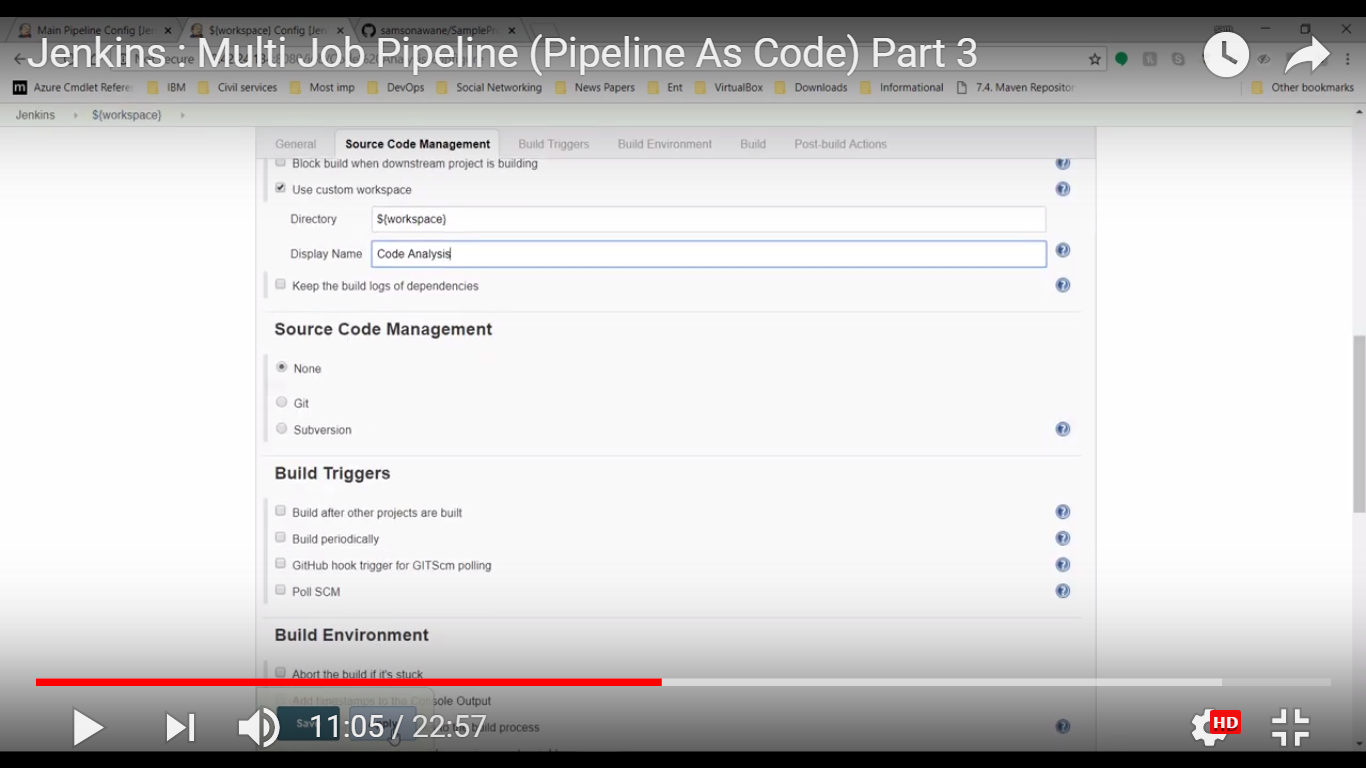 Main Pipeline Config [Jen × ${workspace} Config [Jen × samsonawane/SamplePr ×
Jenkins : Multi Job Pipeline (Pipeline As Code) Part 3
m Azure Cmdlet Refere IBM Civil services Most imp DevOps Social Networking News Papers Ent VirtualBox Downloads Informational 7.4. Maven Repositor Other bookmarks
Jenkins ${workspace}
General Source Code Management Build Triggers Build Environment Build Post-build Actions
Block build when downstream project is building
Use custom workspace
Directory ${workspace}
Display Name Code Analysis
Keep the build logs of dependencies
Source Code Management
None
Git
Subversion
Build Triggers
Build after other projects are built
Build periodically
GitHub hook trigger for GITScm polling
Poll SCM
Build Environment
Abort the build if it's stuck
Add timestamps to the Console Output
the build process
11:05 / 22:57 HD